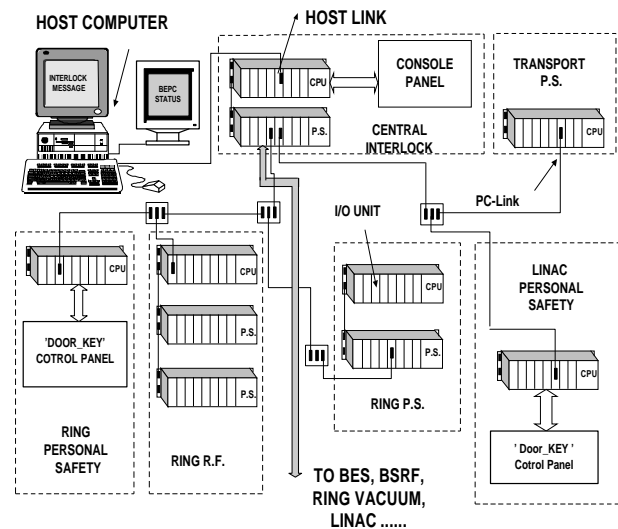 HOST COMPUTER
HOST LINK
INTERLOCK
MESSAGE
BEPC
STATUS
CPU
P.S.
CONSOLE
PANEL
CENTRAL
INTERLOCK
TRANSPORT
P.S.
CPU
PC-Link
I/O UNIT
CPU
'DOOR_KEY'
COTROL PANEL
RING
PERSONAL
SAFETY
CPU
P.S.
P.S.
RING R.F.
CPU
P.S.
RING P.S.
LINAC
PERSONAL
SAFETY
CPU
' Door_KEY '
Cotrol Panel
TO BES, BSRF,
RING VACUUM,
LINAC ......